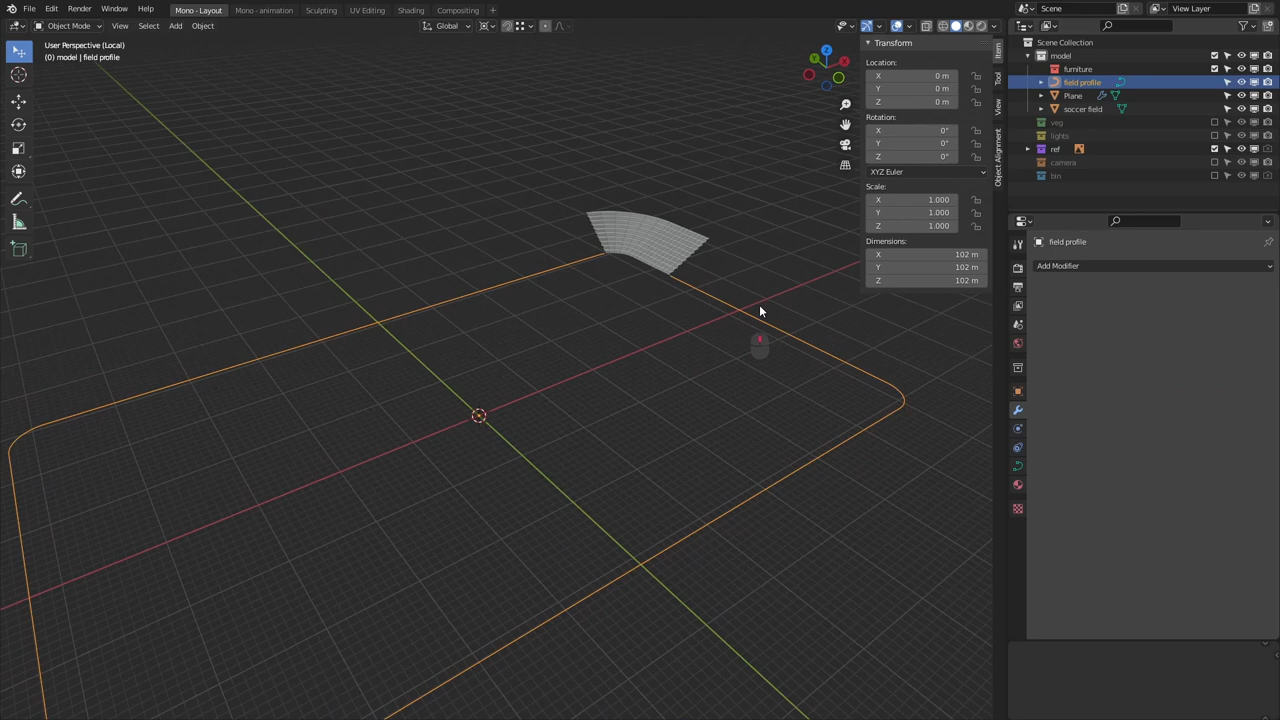 File Edit Render Window Help Mono - Layout Mono - animation Sculpting UV Editing Shading Compositing + Scene View Layer
Object Mode View Select Add Object Global
User Perspective (Local)
(0) model | field profile
Transform
Location:
X 0 m
Y 0 m
Z 0 m
Rotation:
X 0°
Y 0°
Z 0°
XYZ Euler
Scale:
X 1.000
Y 1.000
Z 1.000
Dimensions:
X 102 m
Y 102 m
Z 102 m
Item
Tool
View
Object Alignment
X
Y
Z
Scene Collection
model
furniture
field profile
Plane
soccer field
veg
lights
ref
camera
bin
field profile
Add Modifier